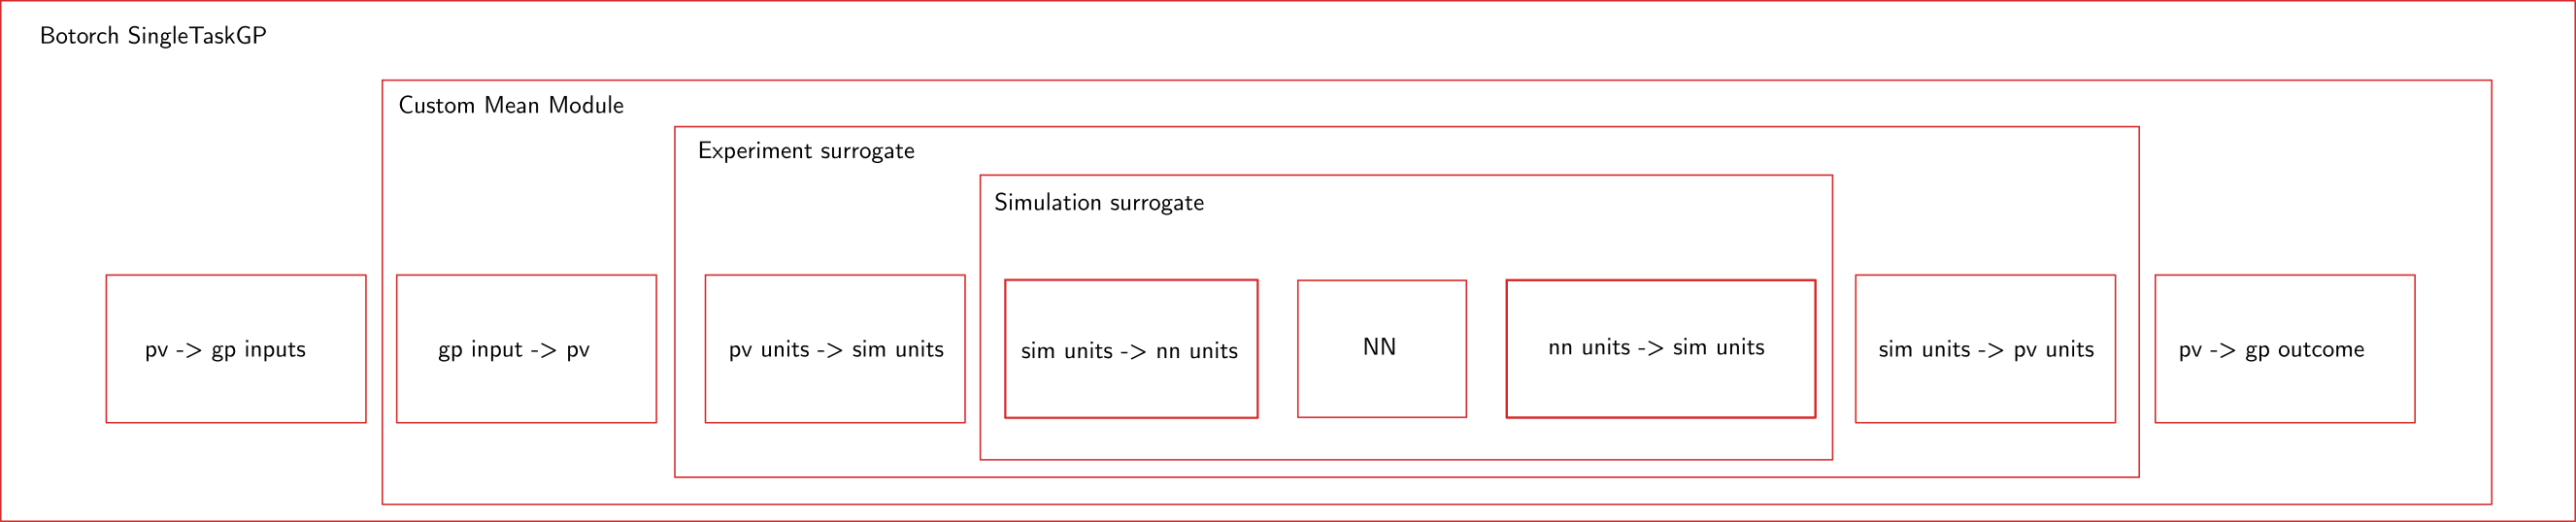 Botorch SingleTaskGP
Custom Mean Module
Experiment surrogate
Simulation surrogate
pv -> gp inputs
gp input -> pv
pv units -> sim units
sim units -> nn units
NN
nn units -> sim units
sim units -> pv units
pv -> gp outcome